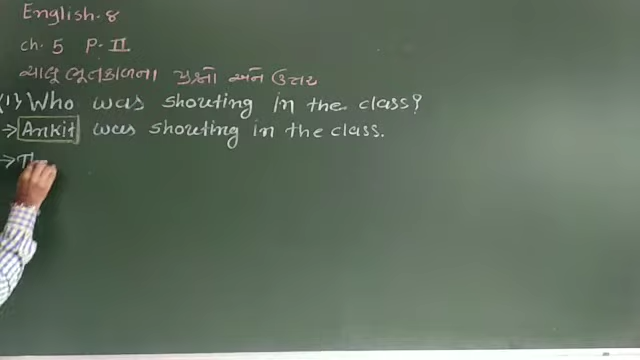 English-8
ch. 5 P-II
ચાલુ ભૂતકાળના પ્રશ્નો અને ઉત્તર
(1) Who was shouting in the class?
→ Ankit was shouting in the class.
→ Th